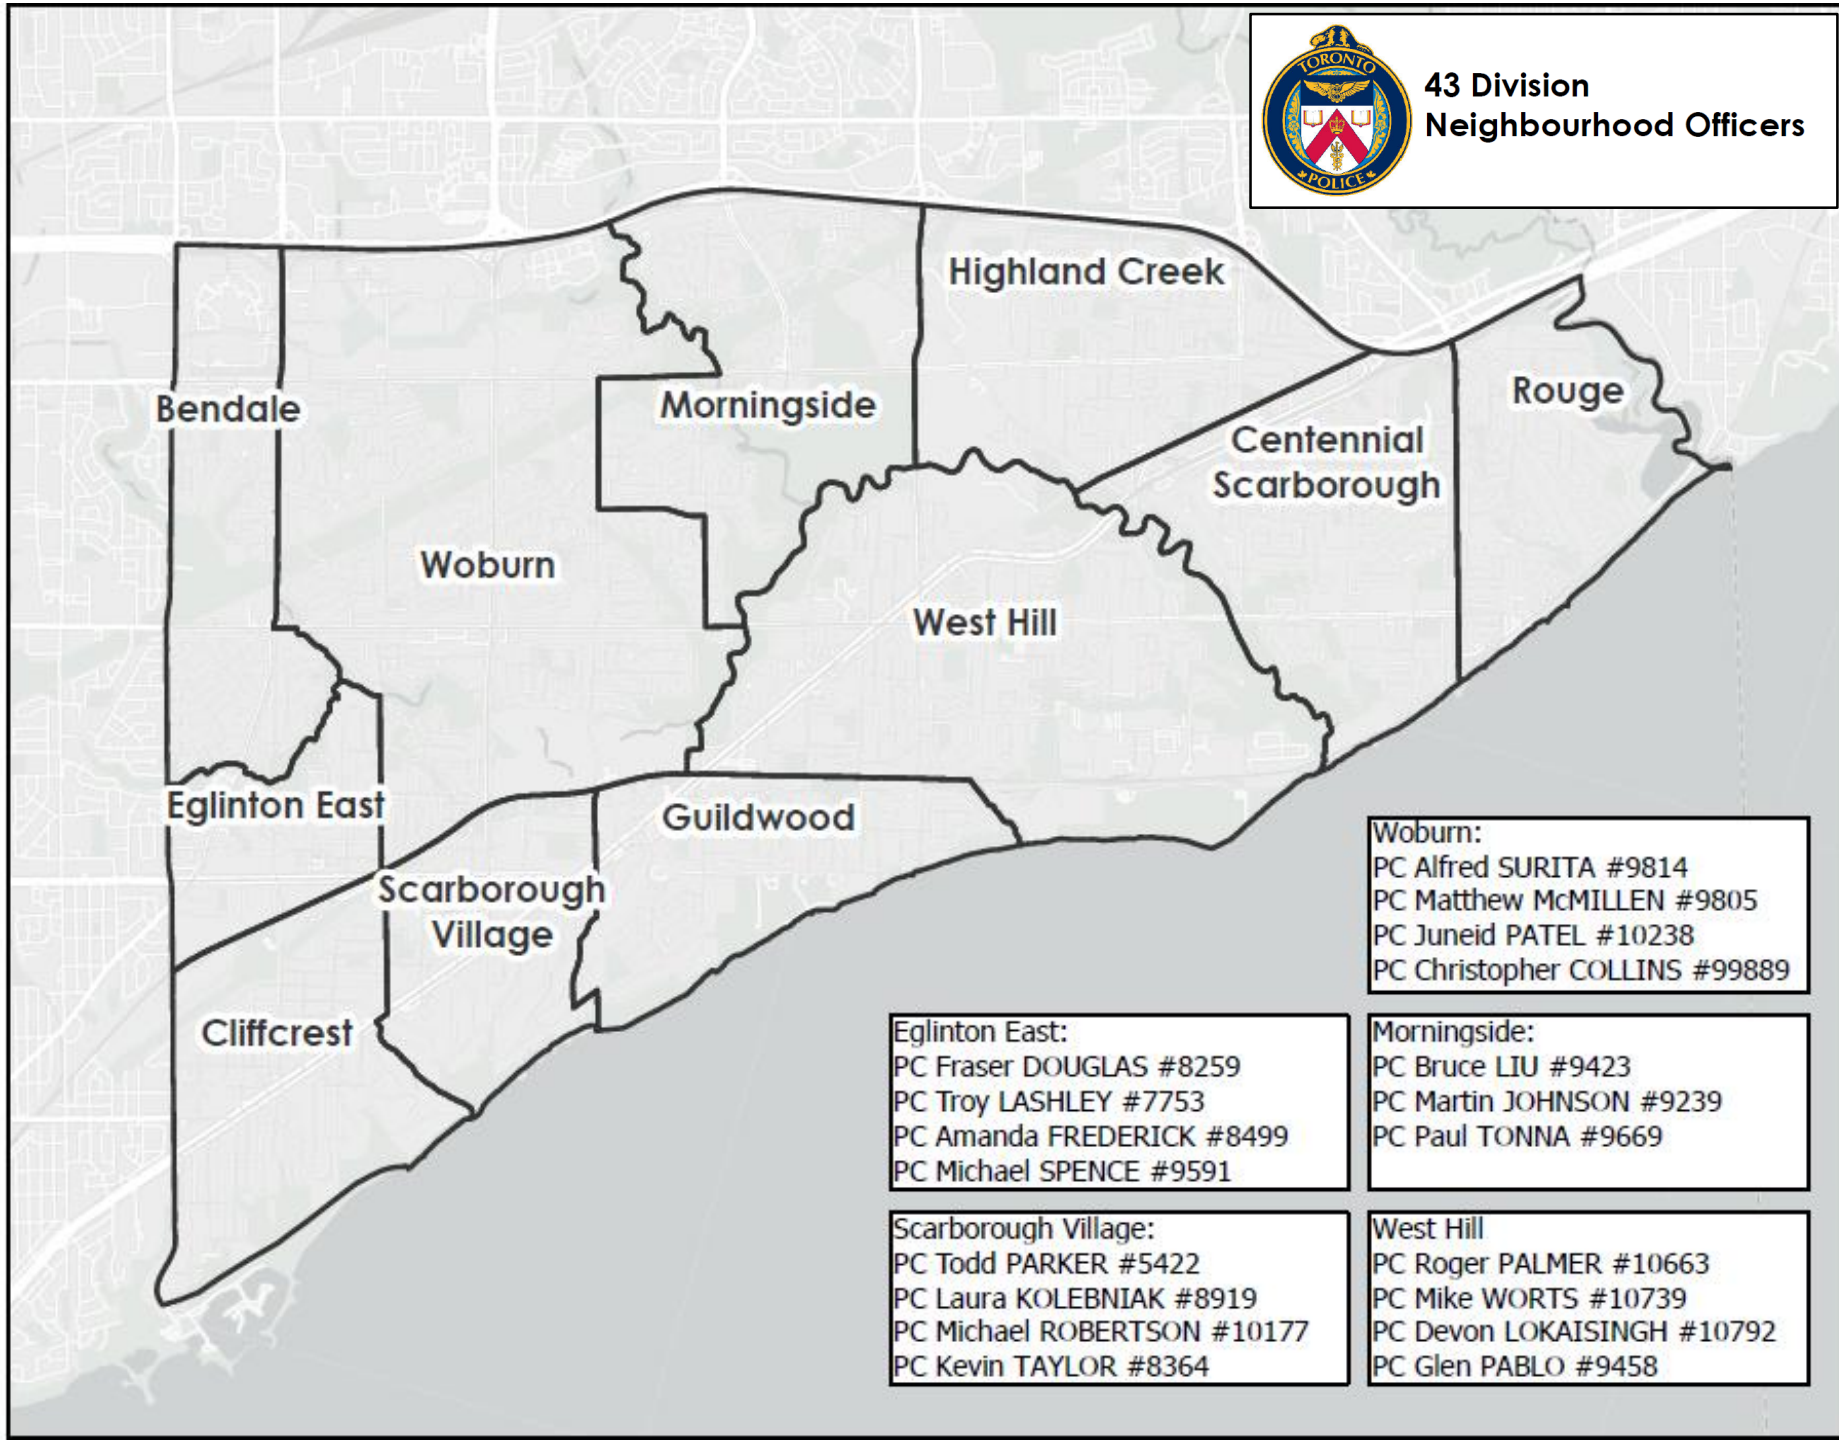 TORONTO
POLICE
43 Division
Neighbourhood Officers
Highland Creek
Bendale
Morningside
Rouge
Centennial
Scarborough
Woburn
West Hill
Eglinton East
Guildwood
Scarborough
Village
Cliffcrest
Woburn:
PC Alfred SURITA #9814
PC Matthew McMILLEN #9805
PC Juneid PATEL #10238
PC Christopher COLLINS #99889
Eglinton East:
PC Fraser DOUGLAS #8259
PC Troy LASHLEY #7753
PC Amanda FREDERICK #8499
PC Michael SPENCE #9591
Morningside:
PC Bruce LIU #9423
PC Martin JOHNSON #9239
PC Paul TONNA #9669
Scarborough Village:
PC Todd PARKER #5422
PC Laura KOLEBNIAK #8919
PC Michael ROBERTSON #10177
PC Kevin TAYLOR #8364
West Hill
PC Roger PALMER #10663
PC Mike WORTS #10739
PC Devon LOKAISINGH #10792
PC Glen PABLO #9458